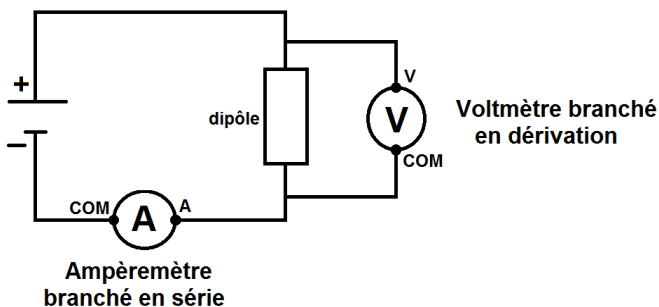 +
−
dipôle
V
V
COM
Voltmètre branché
en dérivation
COM
A
A
Ampèremètre
branché en série